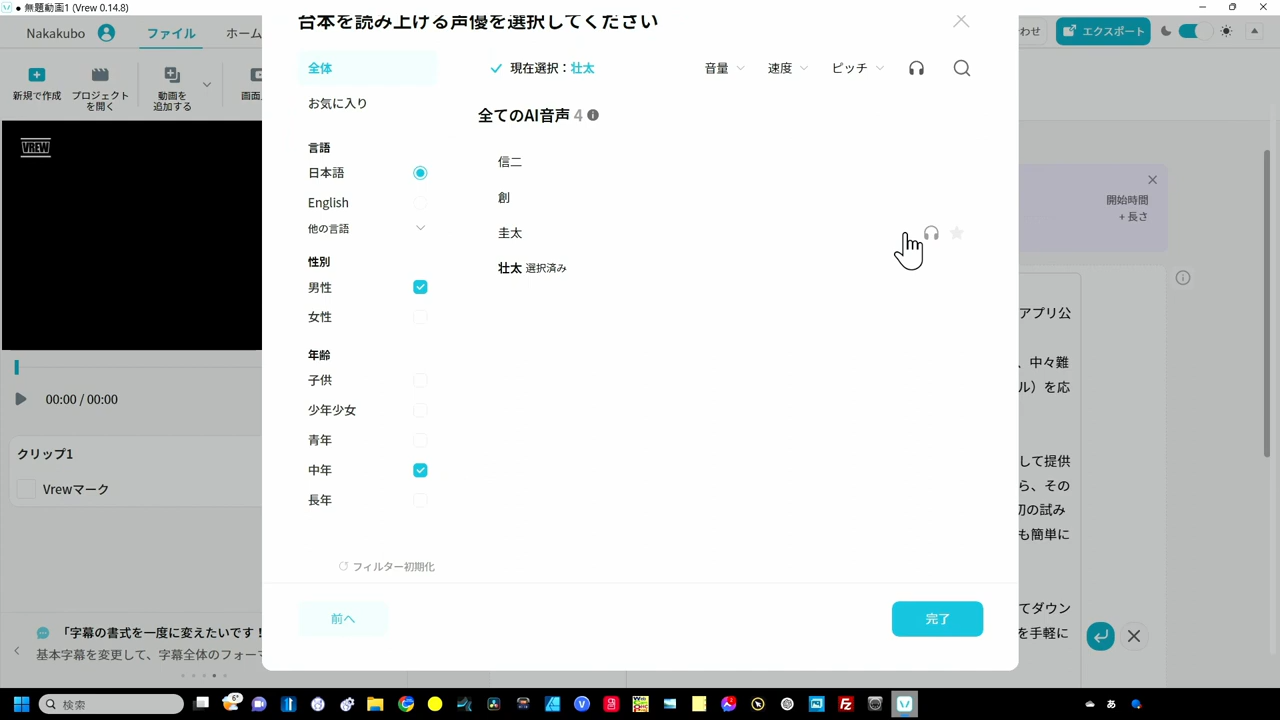 無題動画1 (Vrew 0.14.8)
Nakakubo
ファイル
ホーム
わせ
エクスポート
新規で作成
プロジェクト
を開く
動画を
追加する
VREW
00:00 / 00:00
クリップ1
Vrewマーク
「字幕の書式を一度に変えたいです！
基本字幕を変更して、字幕全体のフォー
台本を読み上げる声優を選択してください
全体
お気に入り
言語
日本語
English
他の言語
性別
男性
女性
年齢
子供
少年少女
青年
中年
長年
フィルター初期化
現在選択：壮太
音量
速度
ピッチ
全てのAI音声 4
信二
創
圭太
壮太 選択済み
前へ
完了
開始時間
+ 長さ
アプリ公
、中々難
ル）を応
して提供
ら、その
初の試み
も簡単に
てダウン
を手軽に
検索
6°
あ